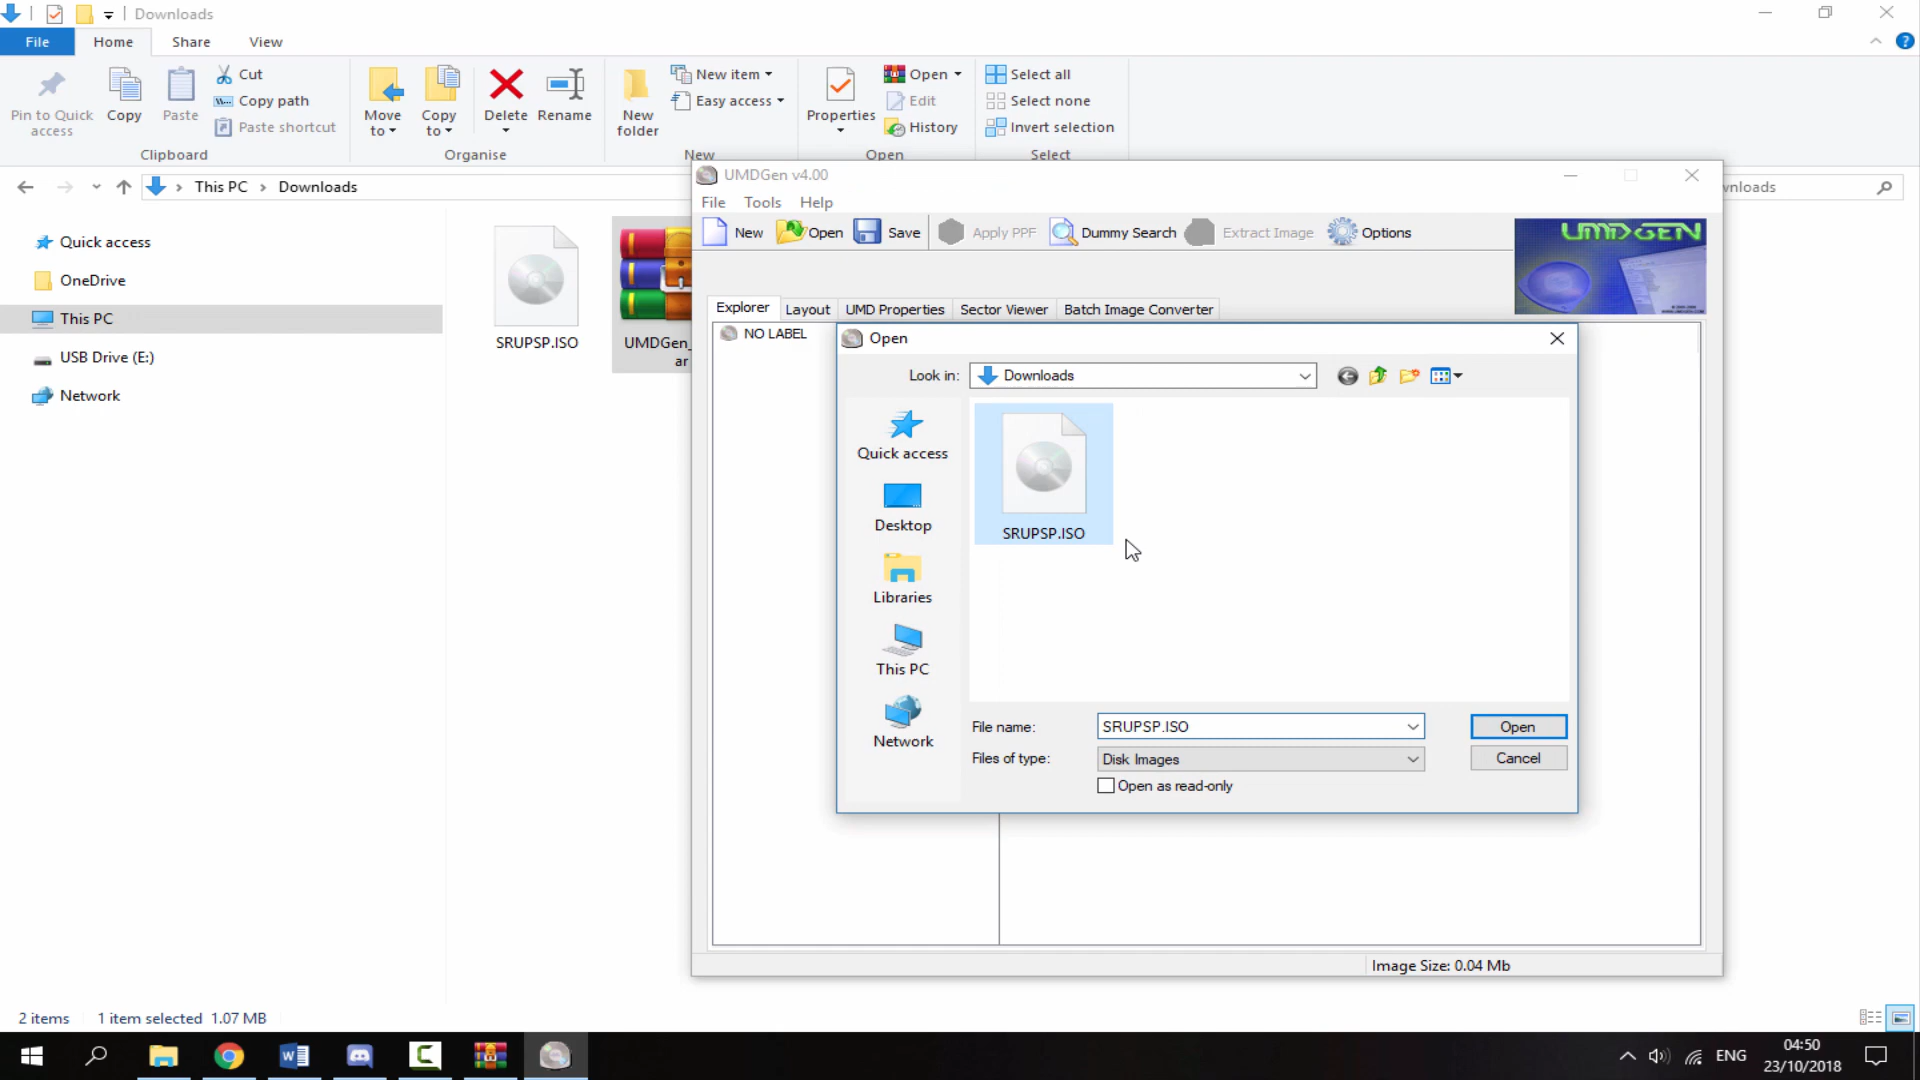 Downloads
File Home Share View
Pin to Quick access
Copy
Paste
Cut
Copy path
Paste shortcut
Clipboard
Move to
Copy to
Delete
Rename
Organise
New folder
New item
Easy access
New
Properties
Open
Edit
History
Open
Select all
Select none
Invert selection
Select
This PC > Downloads
wnloads
Quick access
OneDrive
This PC
USB Drive (E:)
Network
SRUPSP.ISO
UMDGen_
ar
UMDGen v4.00
File Tools Help
New Open Save Apply PPF Dummy Search Extract Image Options
UMDGEN
Explorer Layout UMD Properties Sector Viewer Batch Image Converter
NO LABEL
Open
Look in: Downloads
Quick access
Desktop
Libraries
This PC
Network
SRUPSP.ISO
File name: SRUPSP.ISO Open
Files of type: Disk Images Cancel
Open as read-only
Image Size: 0.04 Mb
2 items 1 item selected 1.07 MB
ENG
04:50
23/10/2018